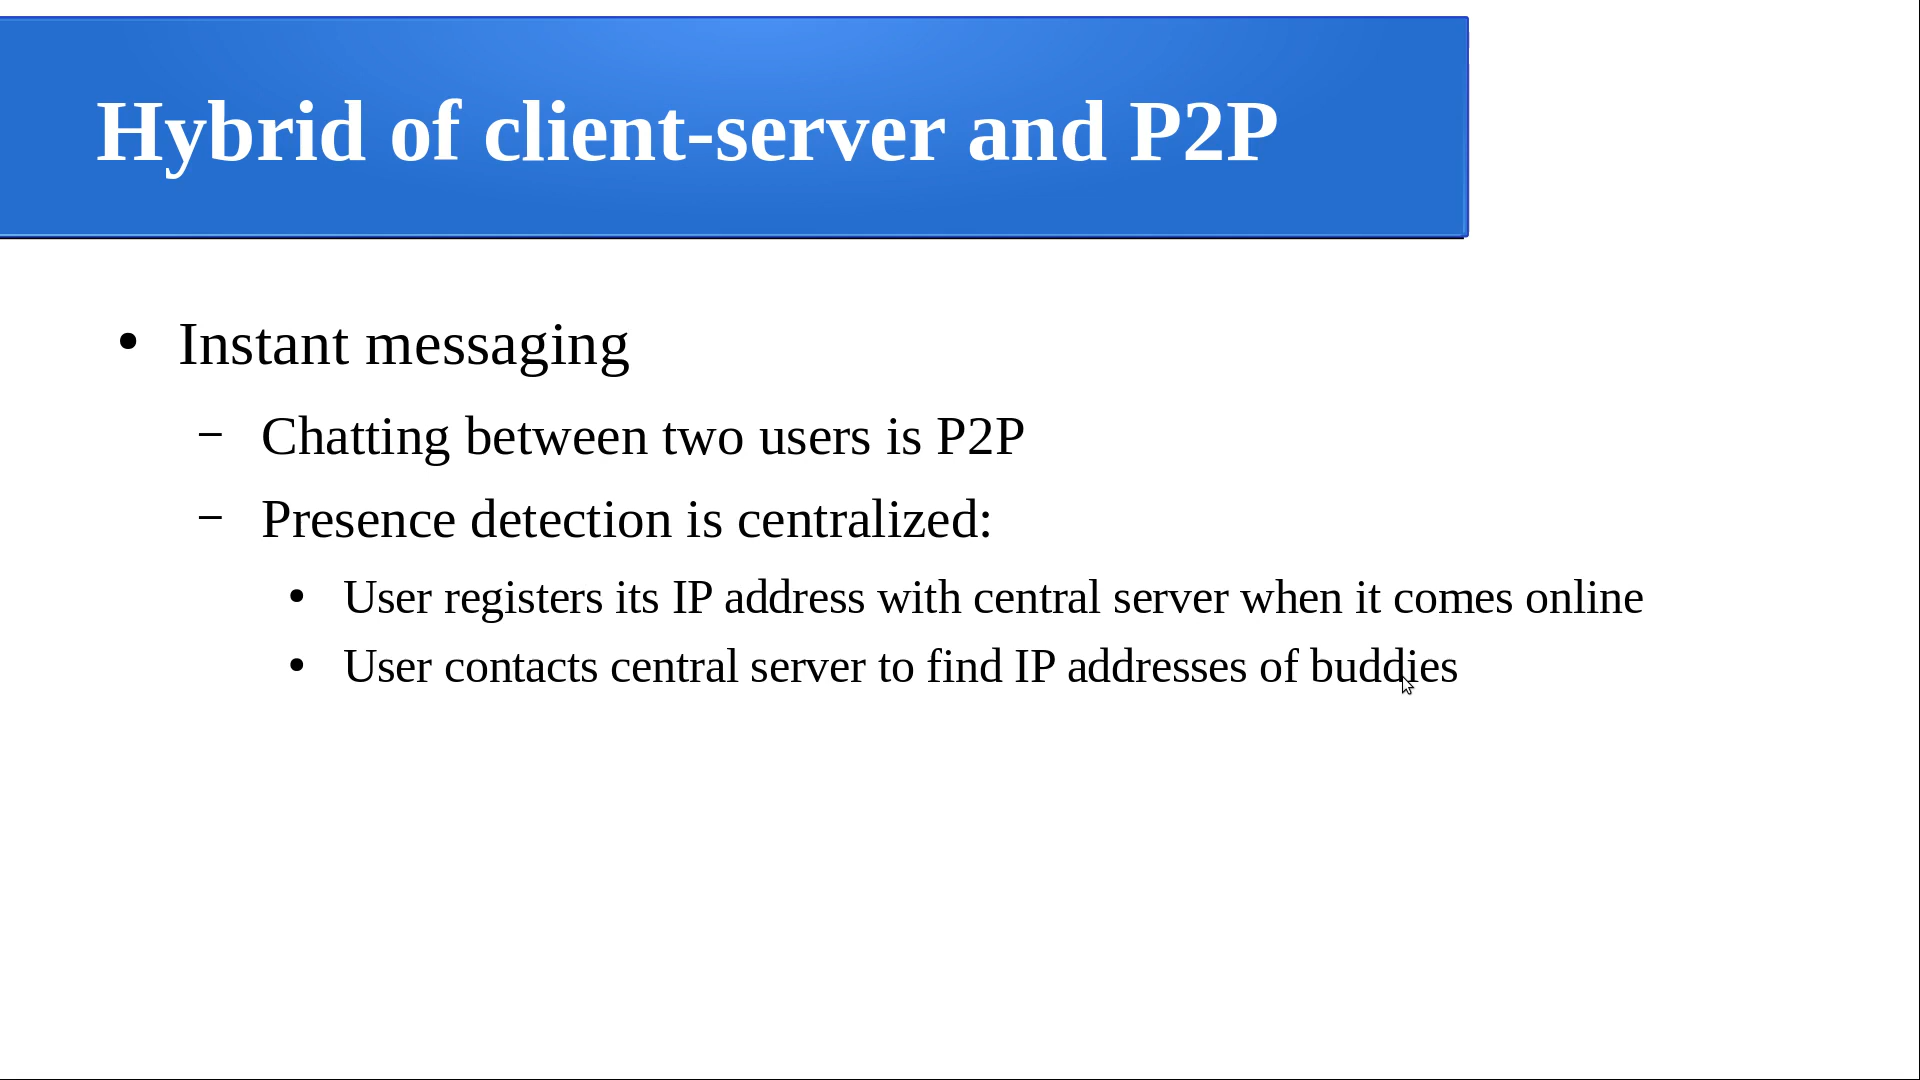 Hybrid of client-server and P2P
• Instant messaging
– Chatting between two users is P2P
– Presence detection is centralized:
• User registers its IP address with central server when it comes online
• User contacts central server to find IP addresses of buddies